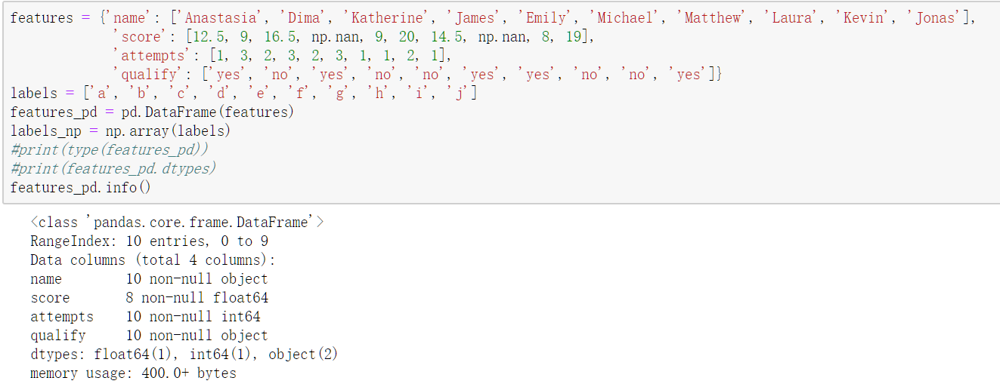 features = {'name': ['Anastasia', 'Dima', 'Katherine', 'James', 'Emily', 'Michael', 'Matthew', 'Laura', 'Kevin', 'Jonas'],
'score': [12.5, 9, 16.5, np.nan, 9, 20, 14.5, np.nan, 8, 19],
'attempts': [1, 3, 2, 3, 2, 3, 1, 1, 2, 1],
'qualify': ['yes', 'no', 'yes', 'no', 'no', 'yes', 'yes', 'no', 'no', 'yes']}
labels = ['a', 'b', 'c', 'd', 'e', 'f', 'g', 'h', 'i', 'j']
features_pd = pd.DataFrame(features)
labels_np = np.array(labels)
#print(type(features_pd))
#print(features_pd.dtypes)
features_pd.info()
<class 'pandas.core.frame.DataFrame'>
RangeIndex: 10 entries, 0 to 9
Data columns (total 4 columns):
name 10 non-null object
score 8 non-null float64
attempts 10 non-null int64
qualify 10 non-null object
dtypes: float64(1), int64(1), object(2)
memory usage: 400.0+ bytes